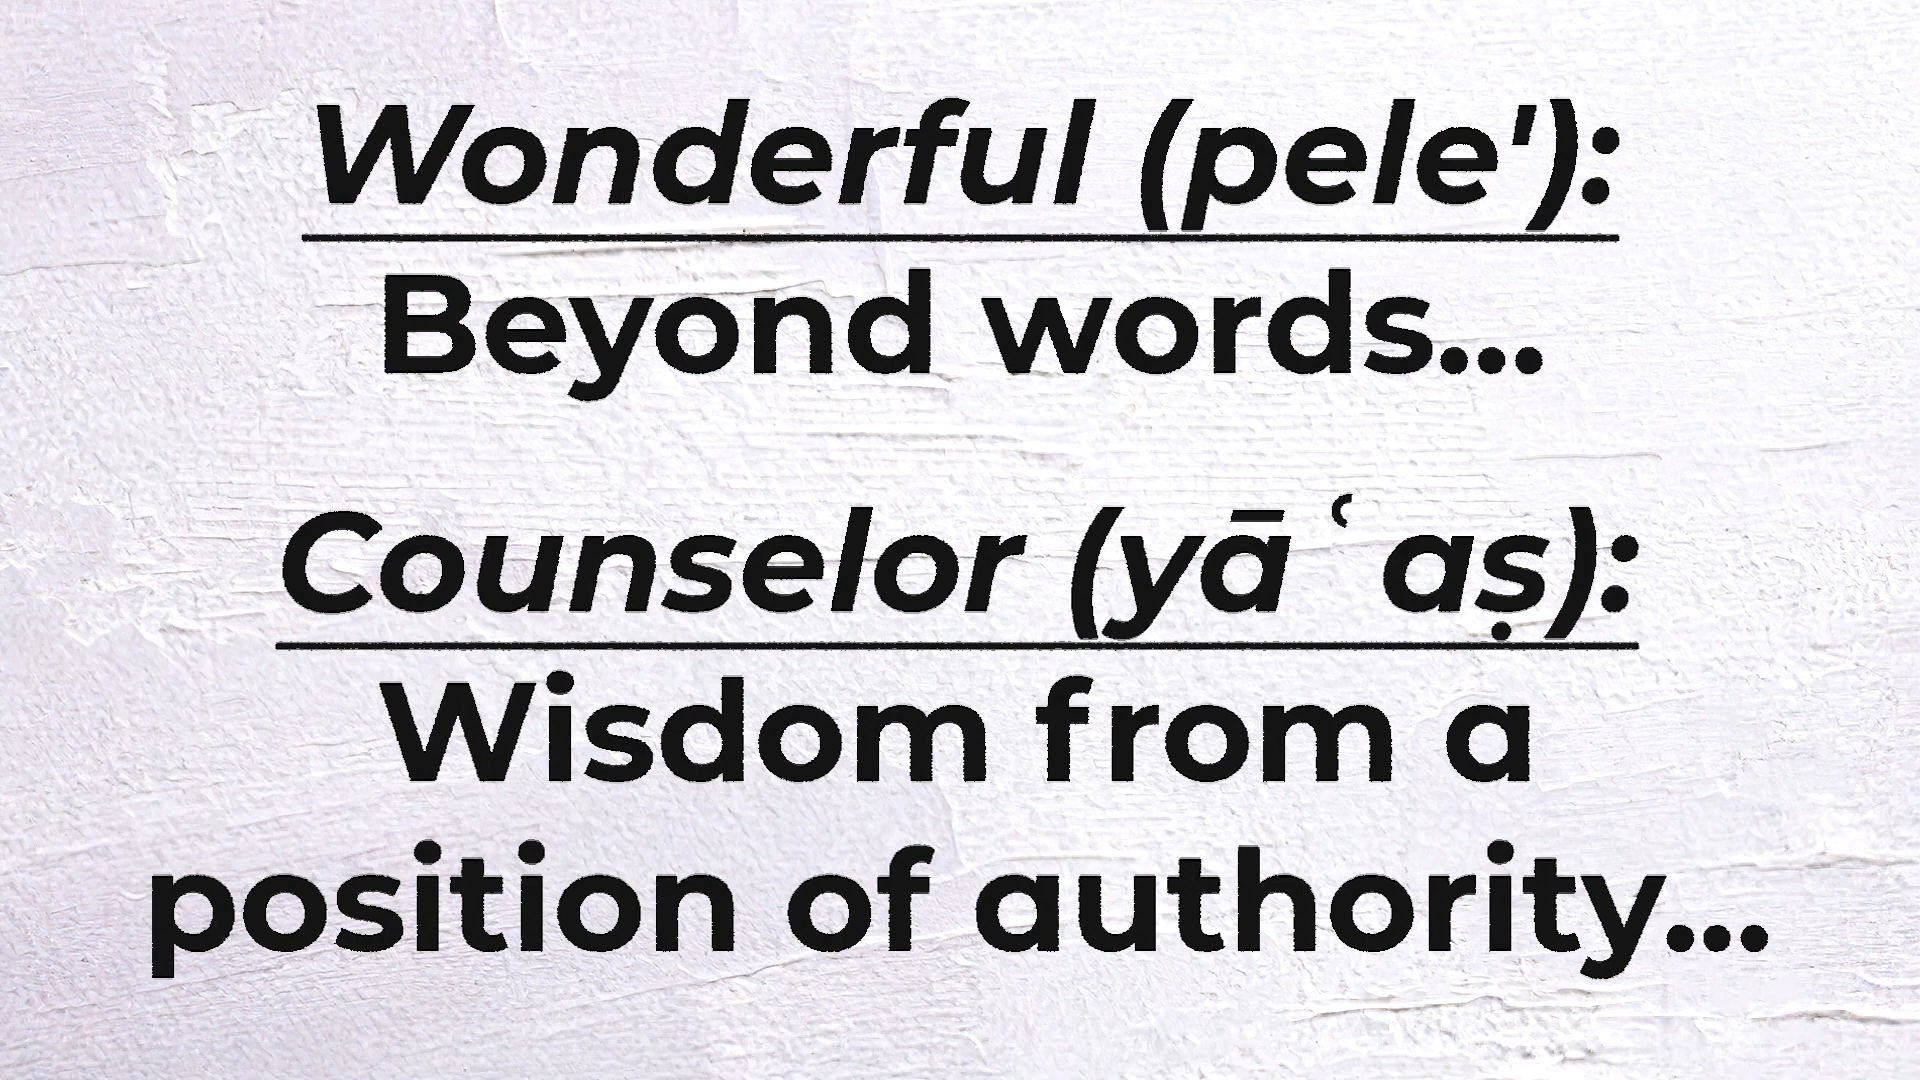 Wonderful (pele'):
Beyond words...
Counselor (yāʿaṣ):
Wisdom from a
position of authority...